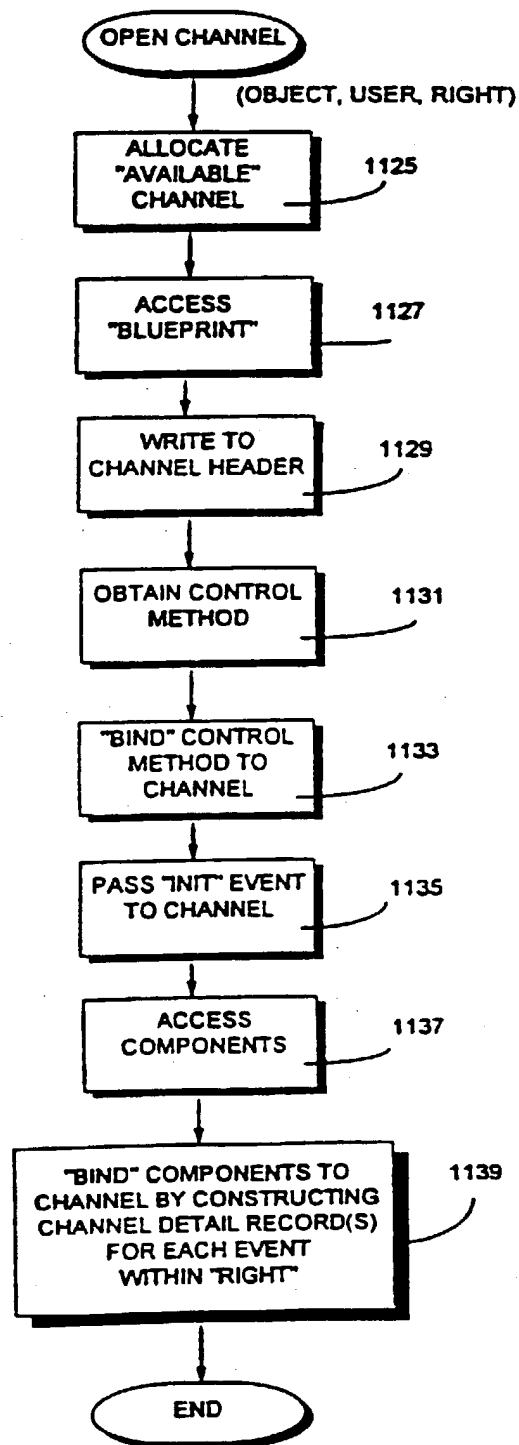 OPEN CHANNEL
(OBJECT, USER, RIGHT)
ALLOCATE
"AVAILABLE"
CHANNEL
1125
ACCESS
"BLUEPRINT"
1127
WRITE TO
CHANNEL HEADER
1129
OBTAIN CONTROL
METHOD
1131
"BIND" CONTROL
METHOD TO
CHANNEL
1133
PASS "INIT" EVENT
TO CHANNEL
1135
ACCESS
COMPONENTS
1137
"BIND" COMPONENTS TO
CHANNEL BY CONSTRUCTING
CHANNEL DETAIL RECORD(S)
FOR EACH EVENT
WITHIN "RIGHT"
1139
END